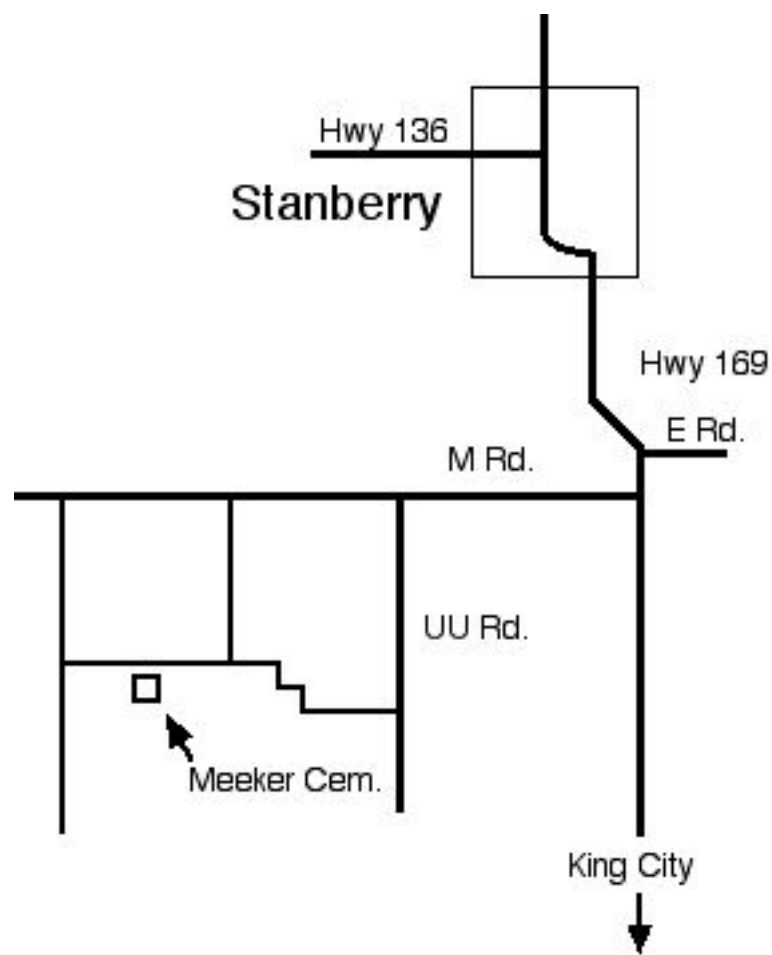 Hwy 136
Stanberry
Hwy 169
E Rd.
M Rd.
UU Rd.
Meeker Cem.
King City